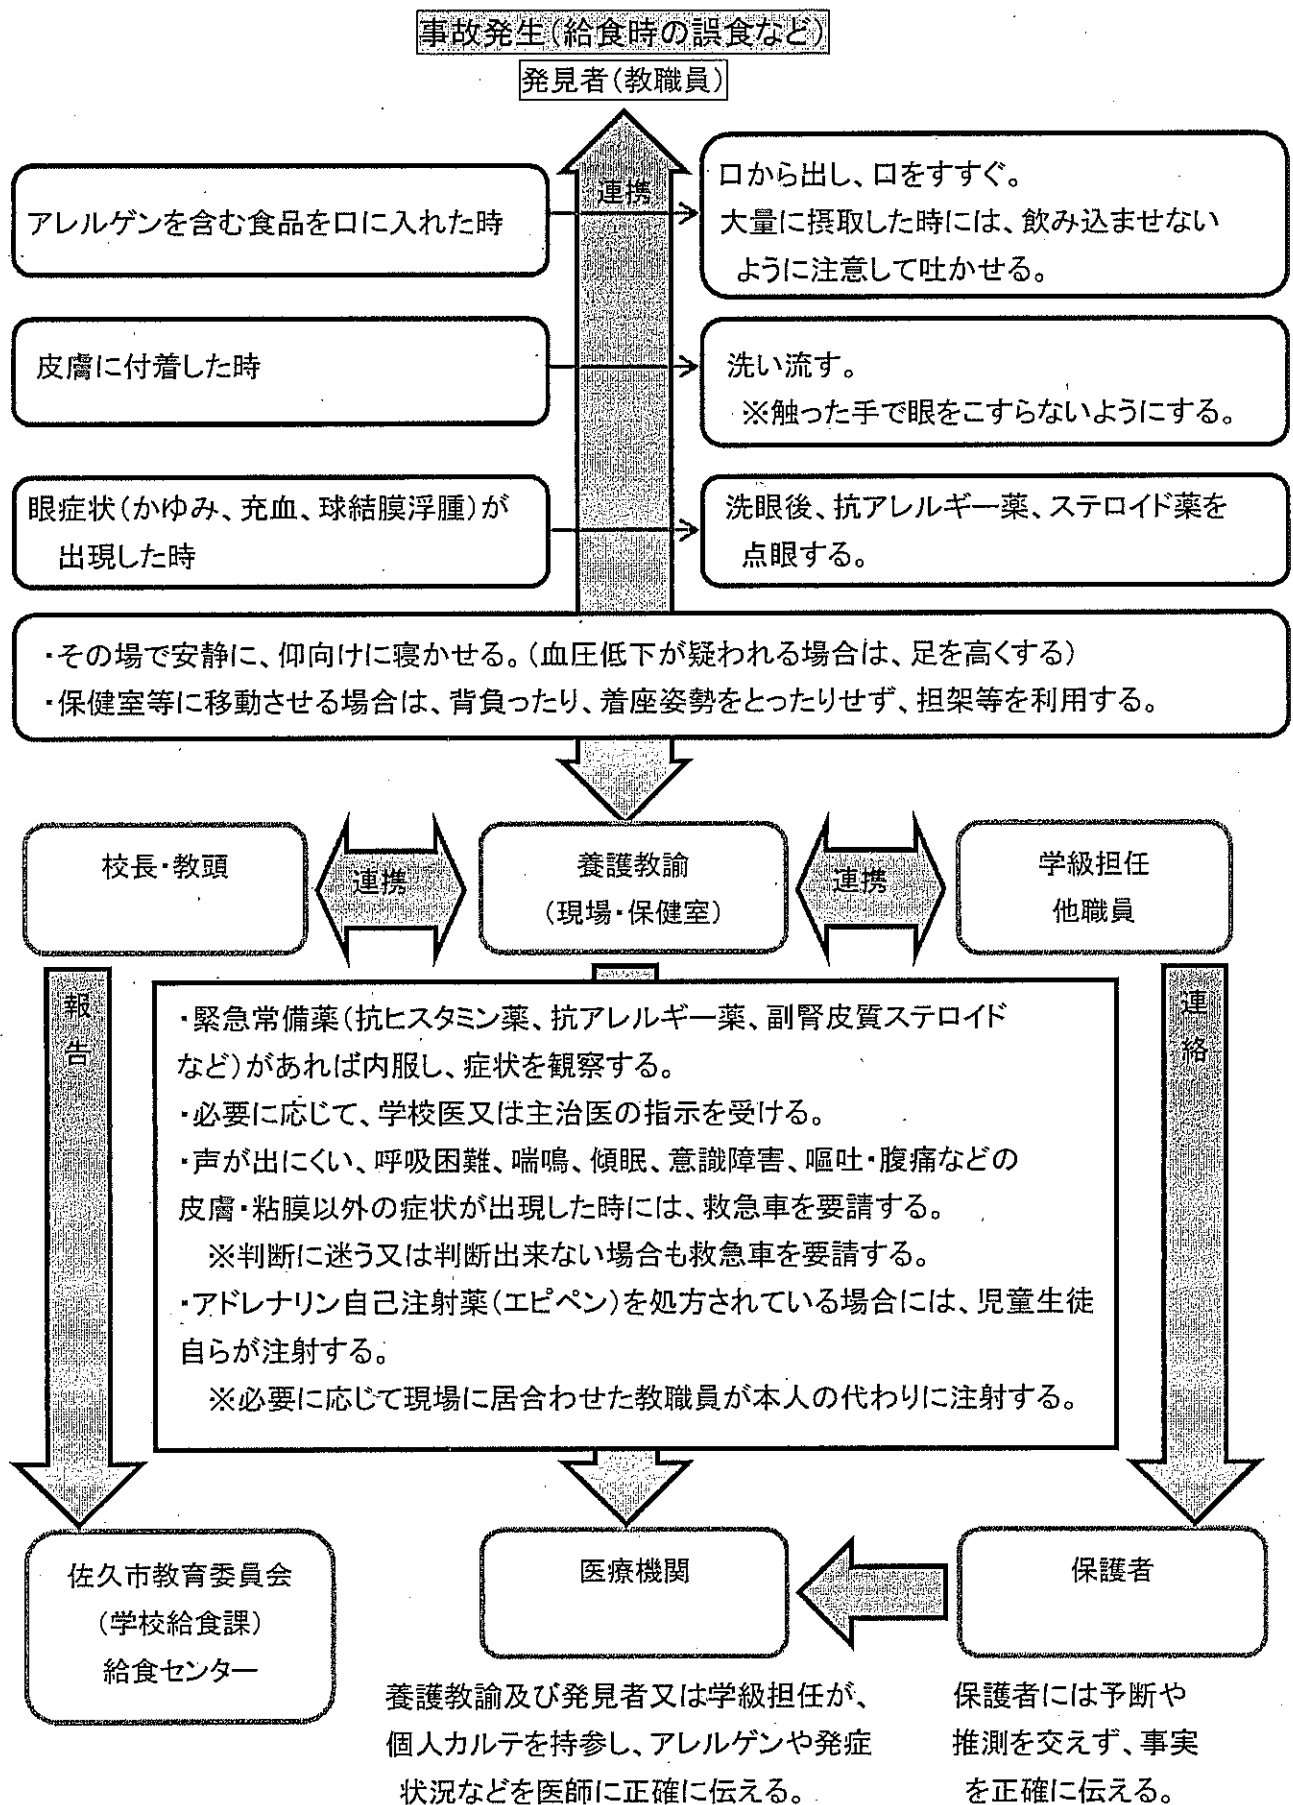 事故発生(給食時の誤食など)
発見者(教職員)
連携
アレルゲンを含む食品を口に入れた時
口から出し、口をすすぐ。
大量に摂取した時には、飲み込ませない
ように注意して吐かせる。
皮膚に付着した時
洗い流す。
※触った手で眼をこすらないようにする。
眼症状(かゆみ、充血、球結膜浮腫)が
出現した時
洗眼後、抗アレルギー薬、ステロイド薬を
点眼する。
・その場で安静に、仰向けに寝かせる。(血圧低下が疑われる場合は、足を高くする)
・保健室等に移動させる場合は、背負ったり、着座姿勢をとったりせず、担架等を利用する。
校長・教頭
連携
養護教諭
(現場・保健室)
連携
学級担任
他職員
報告
・緊急常備薬(抗ヒスタミン薬、抗アレルギー薬、副腎皮質ステロイド
など)があれば内服し、症状を観察する。
・必要に応じて、学校医又は主治医の指示を受ける。
・声が出にくい、呼吸困難、喘鳴、傾眠、意識障害、嘔吐・腹痛などの
皮膚・粘膜以外の症状が出現した時には、救急車を要請する。
※判断に迷う又は判断出来ない場合も救急車を要請する。
・アドレナリン自己注射薬(エピペン)を処方されている場合には、児童生徒
自らが注射する。
※必要に応じて現場に居合わせた教職員が本人の代わりに注射する。
連絡
佐久市教育委員会
(学校給食課)
給食センター
医療機関
保護者
養護教諭及び発見者又は学級担任が、
個人カルテを持参し、アレルゲンや発症
状況などを医師に正確に伝える。
保護者には予断や
推測を交えず、事実
を正確に伝える。